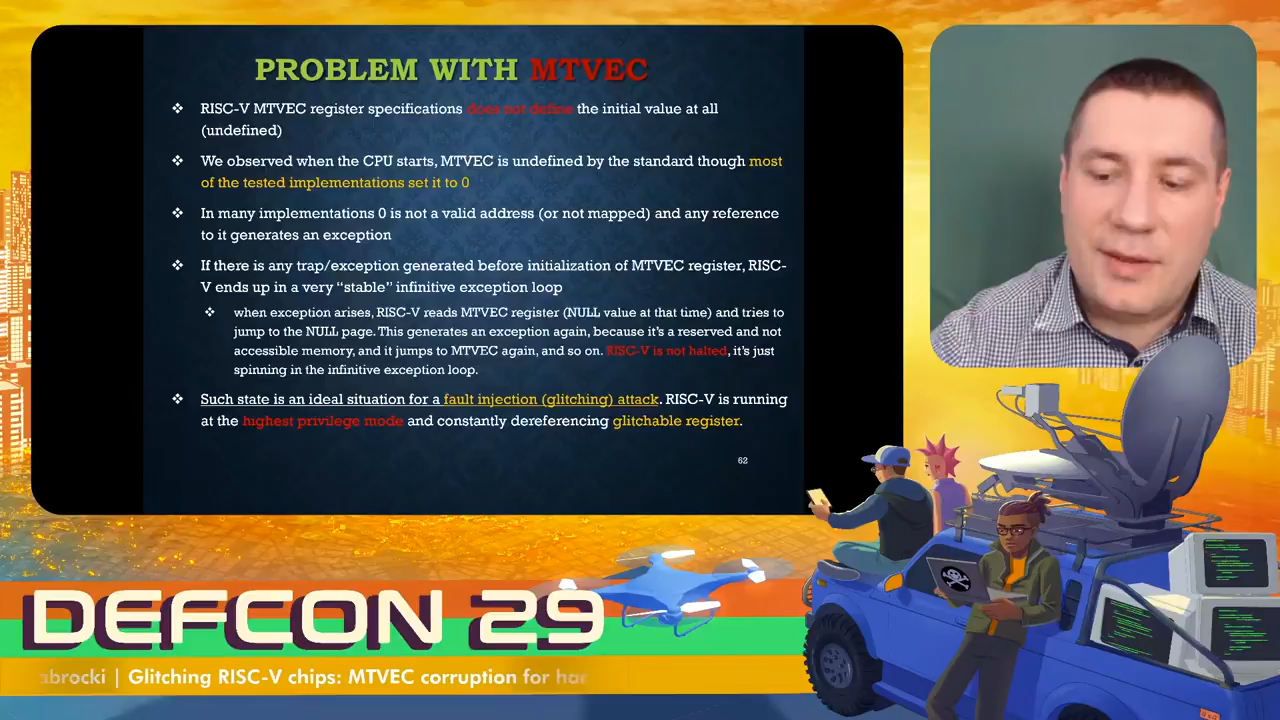 PROBLEM WITH MTVEC
❖ RISC-V MTVEC register specifications does not define the initial value at all
(undefined)
❖ We observed when the CPU starts, MTVEC is undefined by the standard though most
of the tested implementations set it to 0
❖ In many implementations 0 is not a valid address (or not mapped) and any reference
to it generates an exception
❖ If there is any trap/exception generated before initialization of MTVEC register, RISC-
V ends up in a very “stable” infinitive exception loop
❖ when exception arises, RISC-V reads MTVEC register (NULL value at that time) and tries to
jump to the NULL page. This generates an exception again, because it’s a reserved and not
accessible memory, and it jumps to MTVEC again, and so on. RISC-V is not halted, it’s just
spinning in the infinitive exception loop.
❖ Such state is an ideal situation for a fault injection (glitching) attack. RISC-V is running
at the highest privilege mode and constantly dereferencing glitchable register.
62
DEFCON 29
abrocki | Glitching RISC-V chips: MTVEC corruption for har